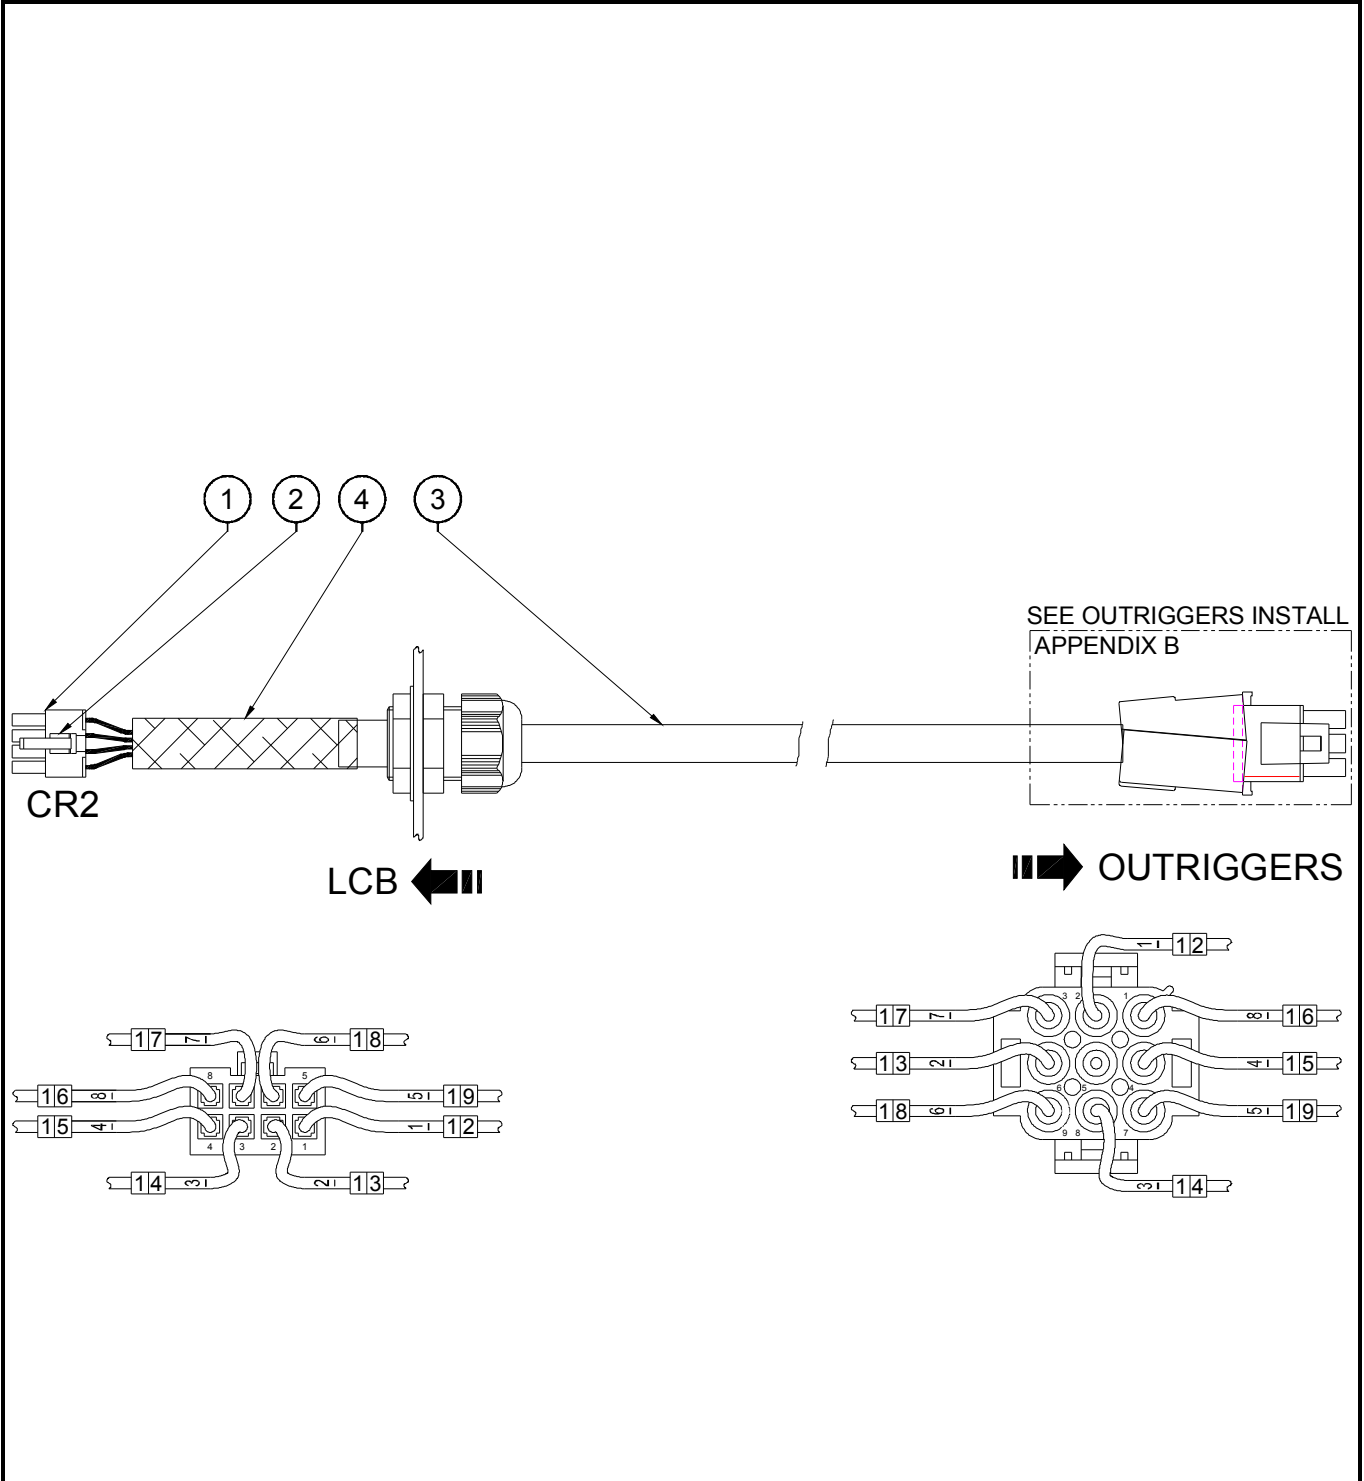 1 2 4 3
SEE OUTRIGGERS INSTALL
APPENDIX B
CR2
LCB
OUTRIGGERS
1 12
3 2 1
17 7 8 16
13 2 4 15
6 5 4
18 6 5 19
9 8 7
3 14
17 7 6 18
8 5
16 8 5 19
15 4 1 12
4 3 2 1
14 3 2 13